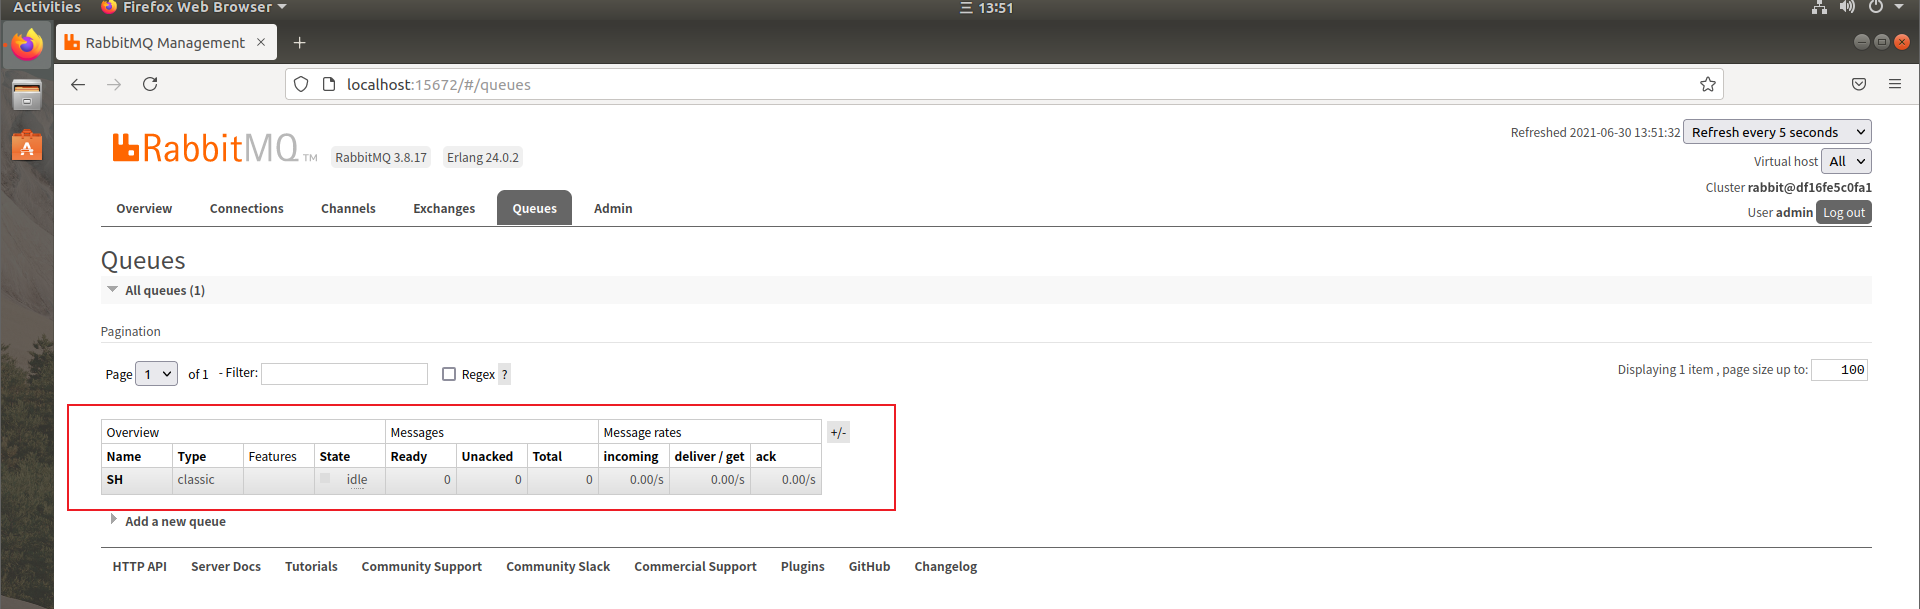 Activities Firefox Web Browser 13:51
RabbitMQ Management × +
localhost:15672/#/queues
RabbitMQ TM RabbitMQ 3.8.17 Erlang 24.0.2
Refreshed 2021-06-30 13:51:32 Refresh every 5 seconds
Virtual host All
Cluster rabbit@df16fe5c0fa1
User admin Log out
Overview Connections Channels Exchanges Queues Admin
Queues
All queues (1)
Pagination
Page 1 of 1 - Filter: Regex ?
Displaying 1 item , page size up to: 100
Overview Messages Message rates +/-
Name Type Features State Ready Unacked Total incoming deliver / get ack
SH classic idle 0 0 0 0.00/s 0.00/s 0.00/s
Add a new queue
HTTP API Server Docs Tutorials Community Support Community Slack Commercial Support Plugins GitHub Changelog